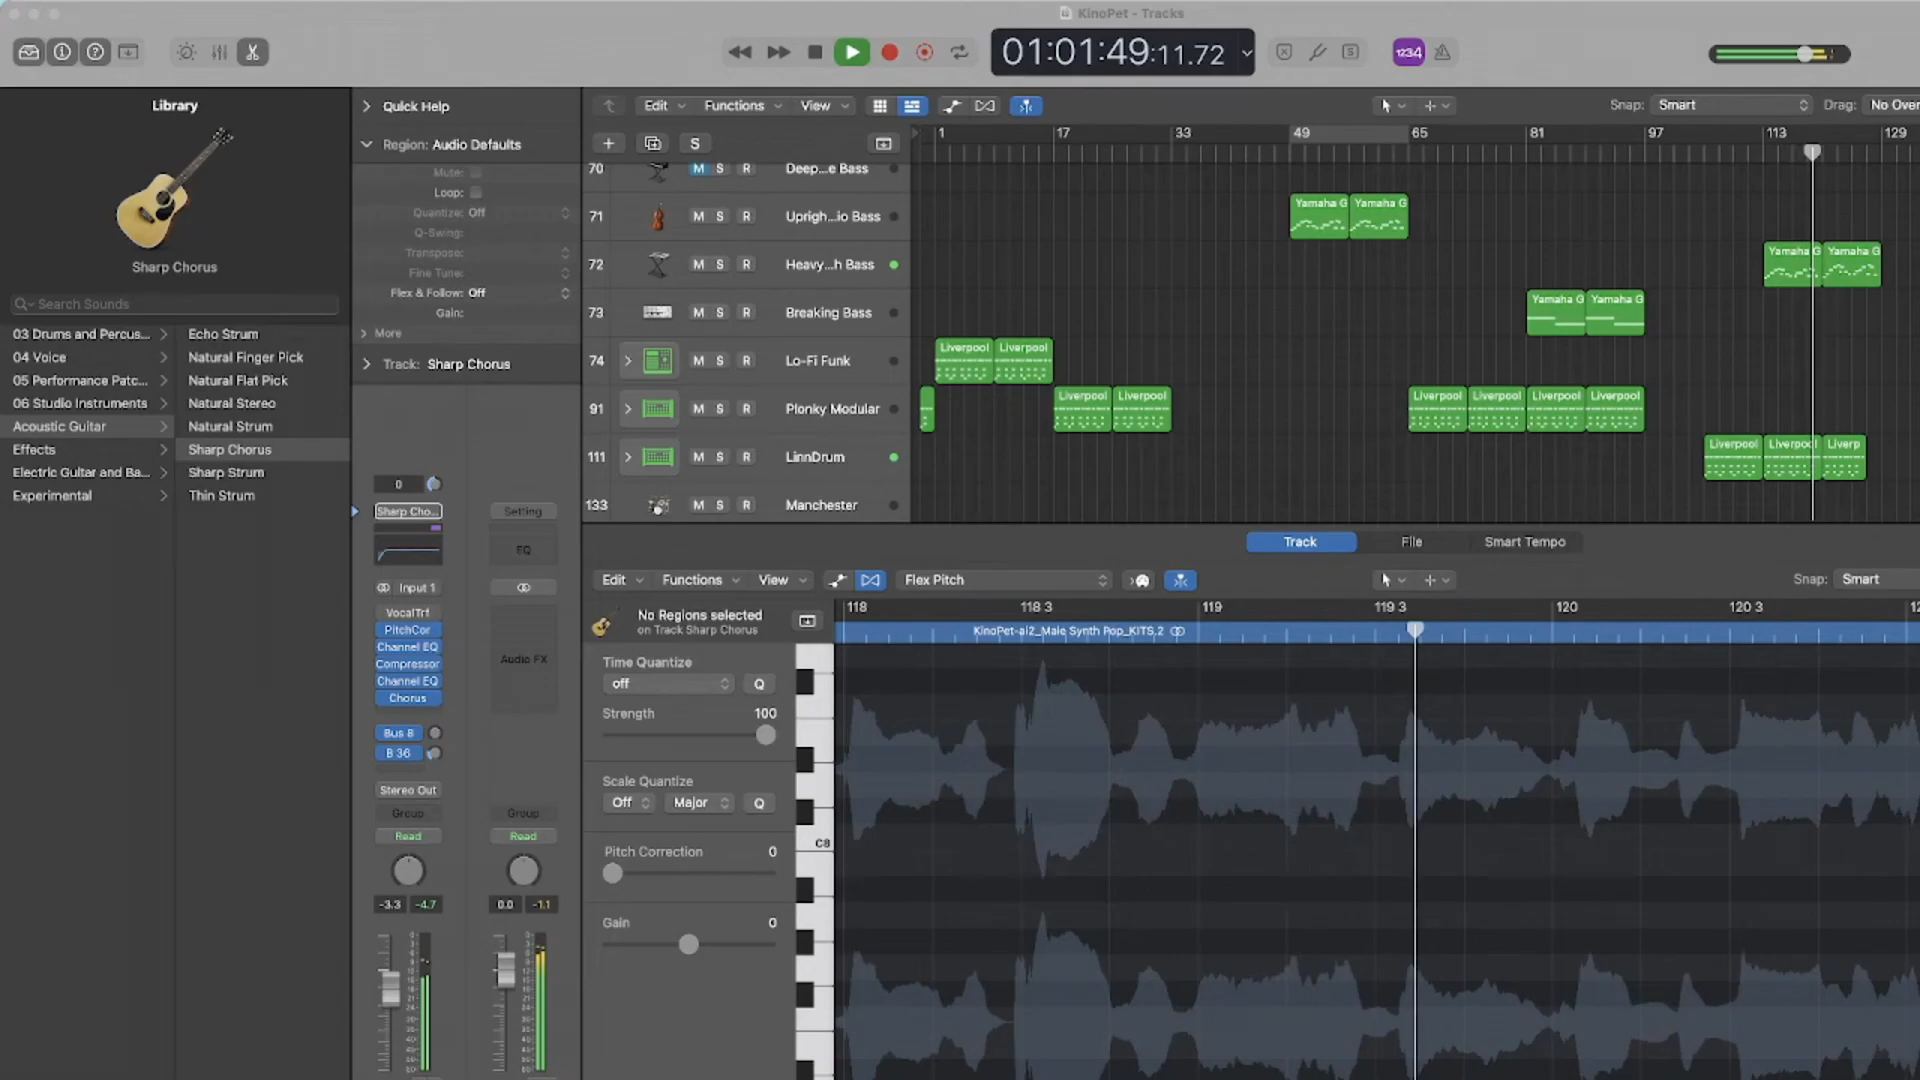 KinoPet - Tracks
01:01:49:11.72
1234
Library
Sharp Chorus
Search Sounds
03 Drums and Percus...
04 Voice
05 Performance Patc...
06 Studio Instruments
Acoustic Guitar
Effects
Electric Guitar and Ba...
Experimental
Echo Strum
Natural Finger Pick
Natural Flat Pick
Natural Stereo
Natural Strum
Sharp Chorus
Sharp Strum
Thin Strum
Quick Help
Region: Audio Defaults
Mute:
Loop:
Quantize: Off
Q-Swing:
Transpose:
Fine Tune:
Flex & Follow: Off
Gain:
More
Track: Sharp Chorus
0
Sharp Cho...
Input 1
VocalTrf
PitchCor
Channel EQ
Compressor
Channel EQ
Chorus
Bus 8
B 36
Stereo Out
Group
Read
-3.3 -4.7
Setting
EQ
Audio FX
Group
Read
0.0 -1.1
Edit Functions View
Snap: Smart Drag: No Over
S
1 17 33 49 65 81 97 113 129
70 M S R Deep...e Bass
71 M S R Uprigh...io Bass
Yamaha G Yamaha G
72 M S R Heavy...h Bass
Yamaha G Yamaha G
73 M S R Breaking Bass
Yamaha G Yamaha G
74 M S R Lo-Fi Funk
Liverpool Liverpool
91 M S R Plonky Modular
Liverpool Liverpool Liverpool Liverpool Liverpool Liverpool
111 M S R LinnDrum
Liverpool Liverpool Liverp
133 M S R Manchester
Track File Smart Tempo
Edit Functions View Flex Pitch Snap: Smart
No Regions selected
on Track Sharp Chorus
118 118 3 119 119 3 120 120 3
KinoPet-ai2_Male Synth Pop_KITS.2
Time Quantize
off Q
Strength 100
Scale Quantize
Off Major Q
Pitch Correction 0
Gain 0
C8